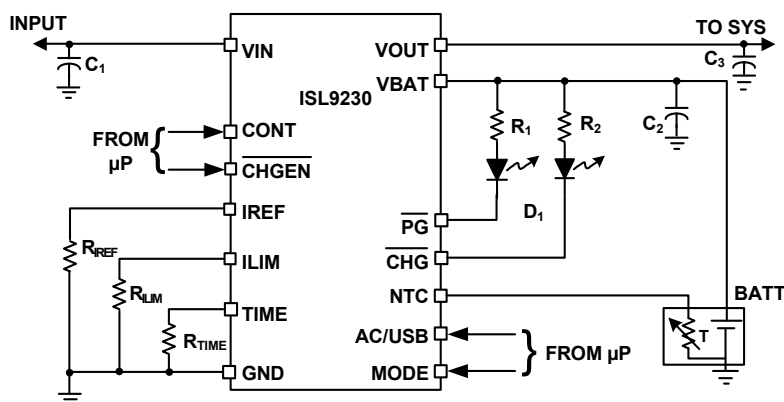 INPUT
TO SYS
VIN
VOUT
C1
C3
VBAT
ISL9230
R1
R2
C2
CONT
FROM
µP
CHGEN
D1
IREF
PG
RIREF
ILIM
CHG
RILIM
NTC
BATT
TIME
T
RTIME
AC/USB
FROM µP
GND
MODE